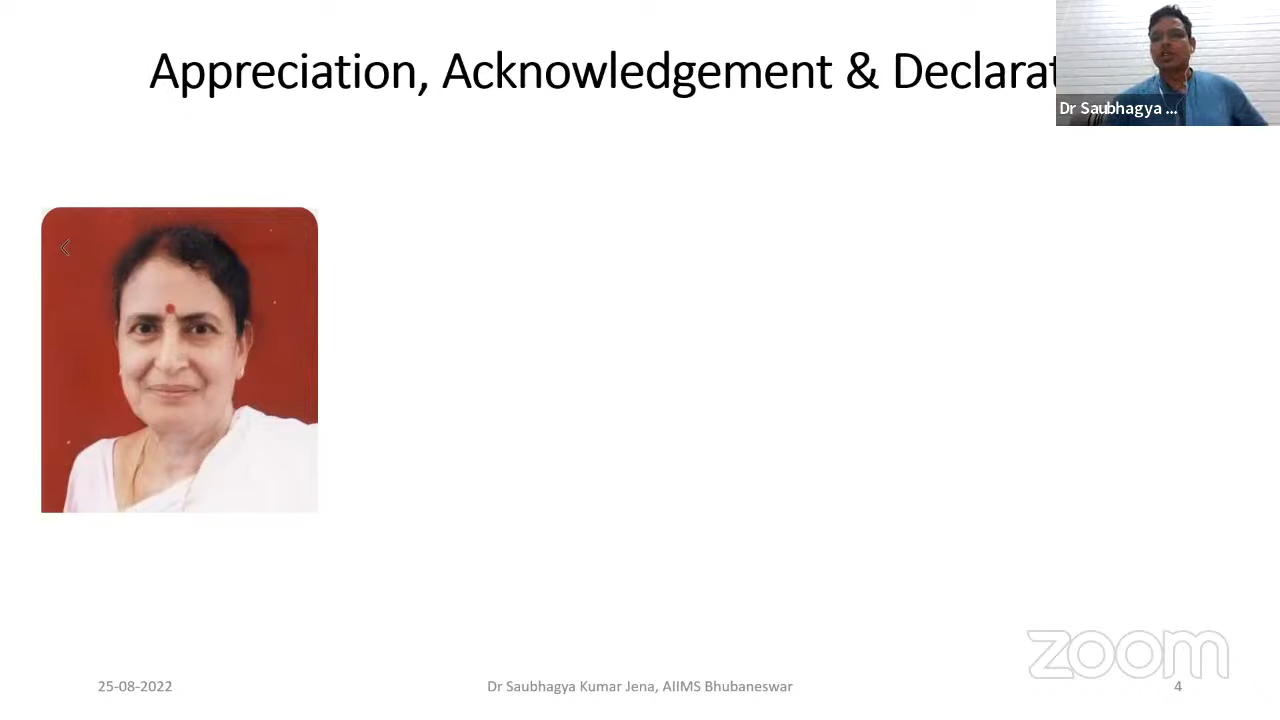 Appreciation, Acknowledgement & Declarat
Dr Saubhagya ...
zoom
25-08-2022
Dr Saubhagya Kumar Jena, AIIMS Bhubaneswar
4